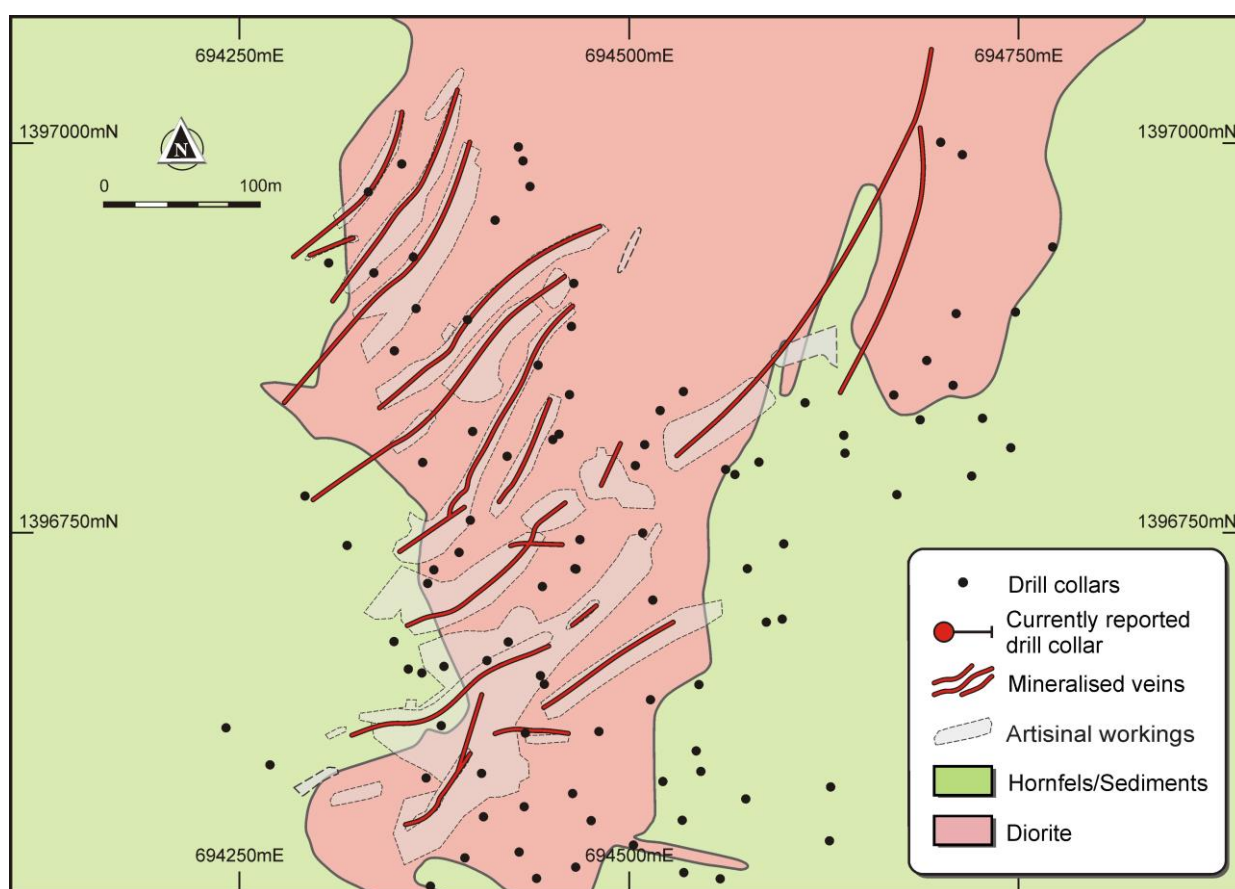 694250mE
694500mE
694750mE
1397000mN
1397000mN
N
0
100m
1396750mN
1396750mN
Drill collars
Currently reported
drill collar
Mineralised veins
Artisinal workings
Hornfels/Sediments
Diorite
694250mE
694500mE